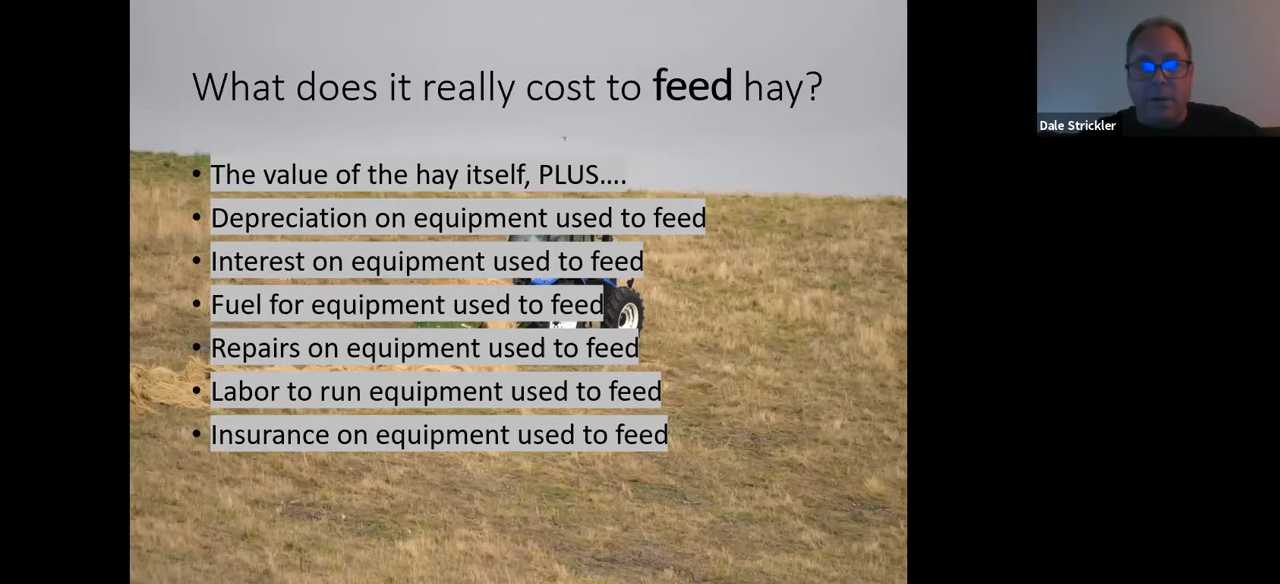 What does it really cost to feed hay?
• The value of the hay itself, PLUS....
• Depreciation on equipment used to feed
• Interest on equipment used to feed
• Fuel for equipment used to feed
• Repairs on equipment used to feed
• Labor to run equipment used to feed
• Insurance on equipment used to feed
Dale Strickler